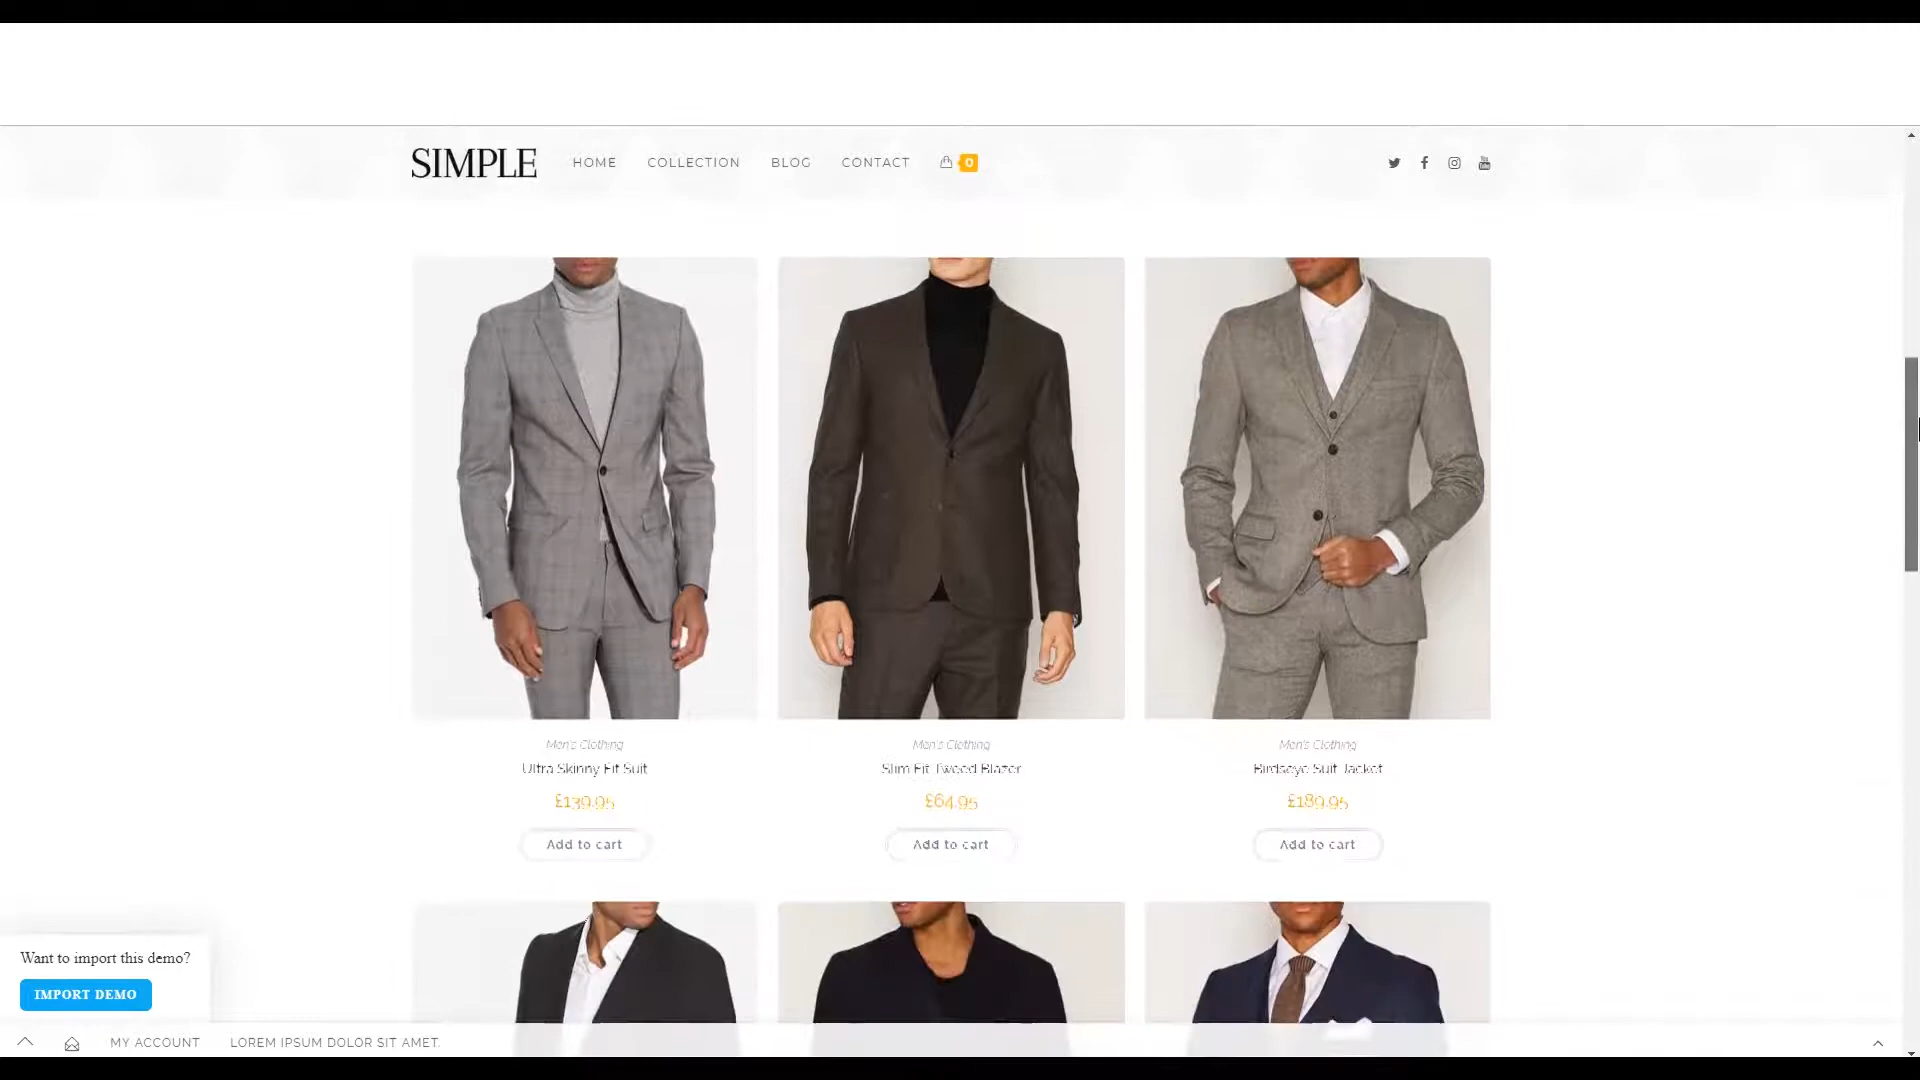 SIMPLE HOME COLLECTION BLOG CONTACT 0
Men's Clothing Men's Clothing Men's Clothing
Ultra Skinny Fit Suit Slim Fit Tweed Blazer Birdseye Suit Jacket
£139.95 £64.95 £189.95
Add to cart Add to cart Add to cart
Want to import this demo?
IMPORT DEMO
MY ACCOUNT LOREM IPSUM DOLOR SIT AMET.